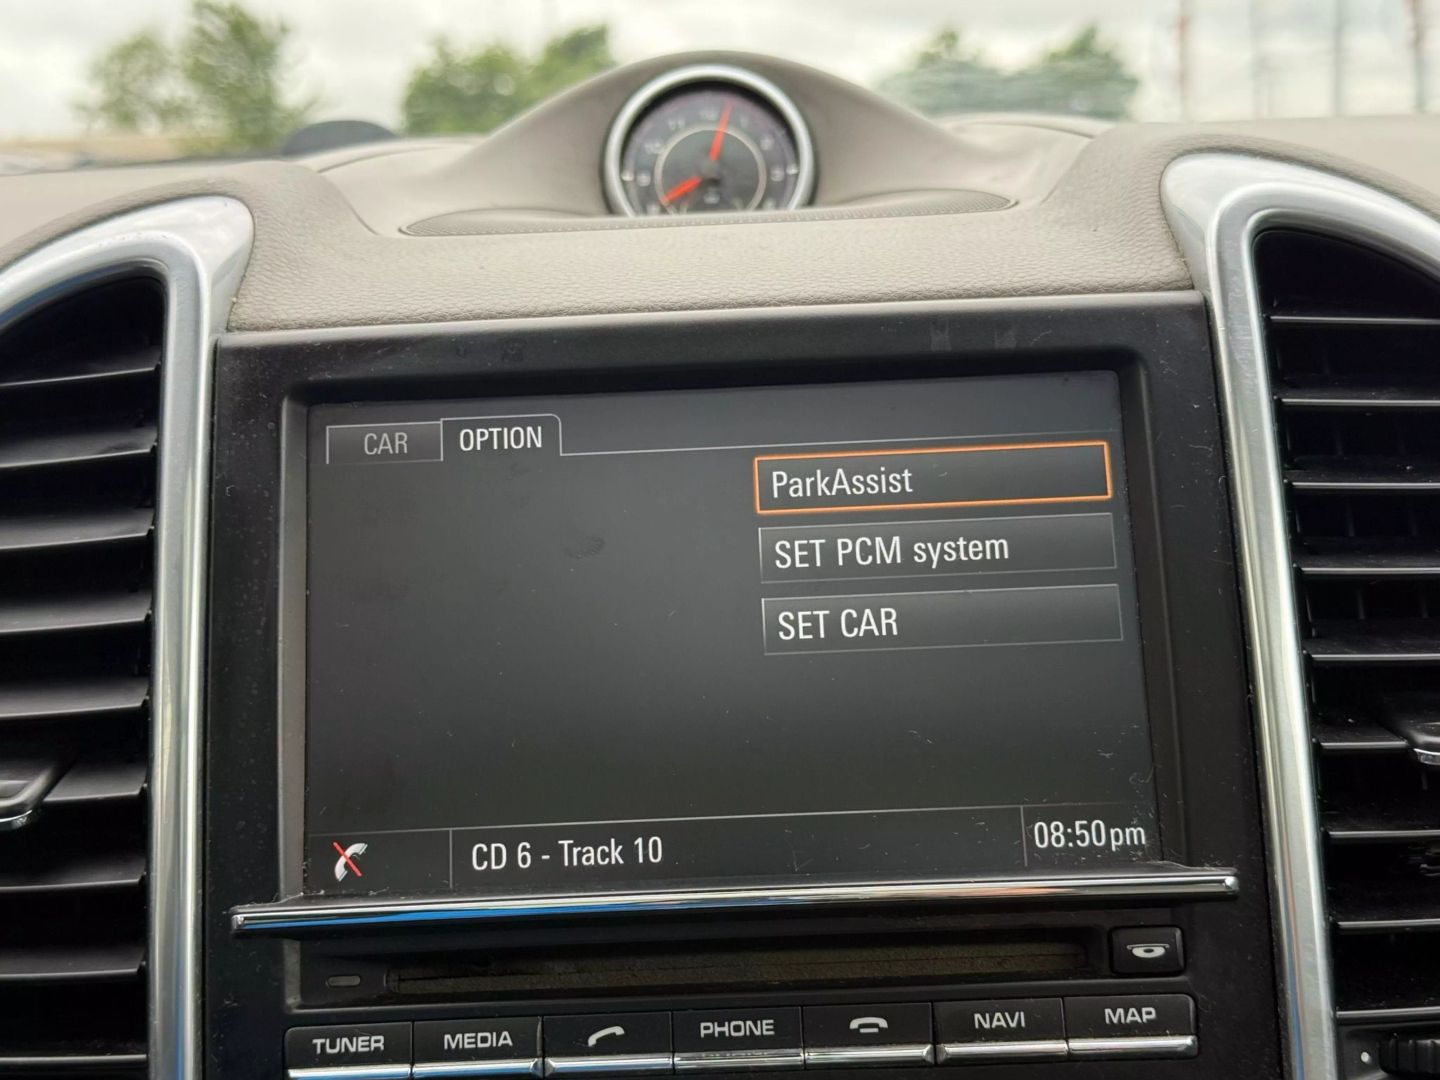 CAR
OPTION
ParkAssist
SET PCM system
SET CAR
CD 6 - Track 10
08:50pm
TUNER
MEDIA
PHONE
NAVI
MAP